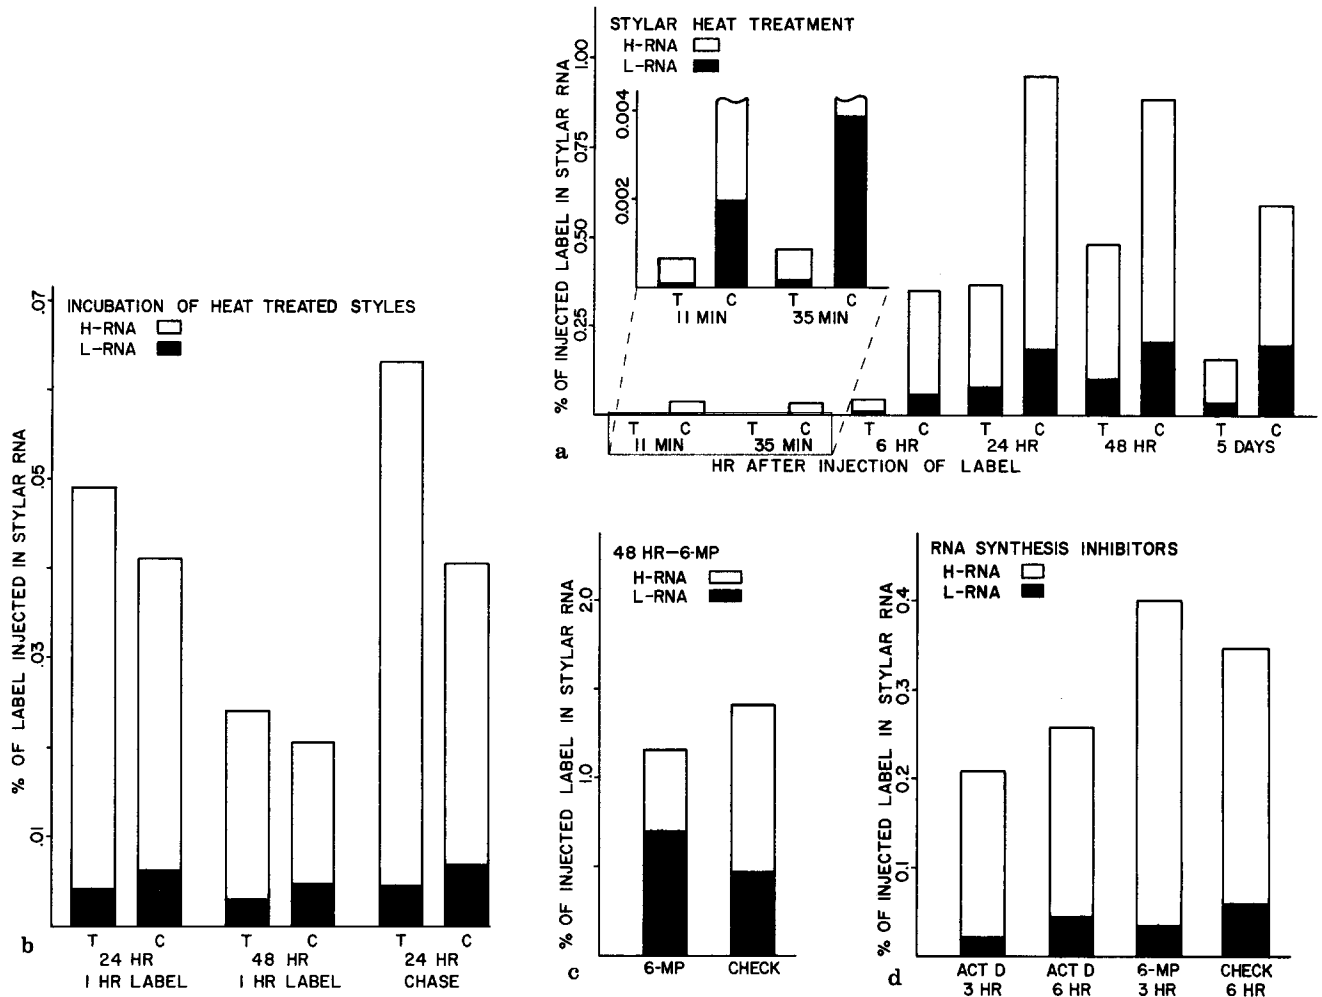 STYLAR HEAT TREATMENT
H-RNA
L-RNA
% OF INJECTED LABEL IN STYLAR RNA
1.00
0.75
0.50
0.25
0.004
0.002
T C T C
11 MIN 35 MIN
T C T C T C T C T C T C
11 MIN 35 MIN 6 HR 24 HR 48 HR 5 DAYS
a
HR AFTER INJECTION OF LABEL
INCUBATION OF HEAT TREATED STYLES
H-RNA
L-RNA
% OF LABEL INJECTED IN STYLAR RNA
.07
.05
.03
.01
b
T C T C T C
24 HR 48 HR 24 HR
1 HR LABEL 1 HR LABEL CHASE
48 HR-6-MP
H-RNA
L-RNA
% OF INJECTED LABEL IN STYLAR RNA
2.0
1.0
c
6-MP CHECK
RNA SYNTHESIS INHIBITORS
H-RNA
L-RNA
% OF INJECTED LABEL IN STYLAR RNA
0.4
0.3
0.2
0.1
d
ACT D ACT D 6-MP CHECK
3 HR 6 HR 3 HR 6 HR